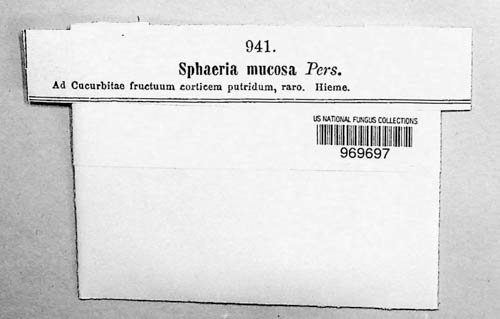 941.
Sphaeria mucosa Pers.
Ad Cucurbitae fructuum corticem putridum, raro. Hieme.
US NATIONAL FUNGUS COLLECTIONS
969697